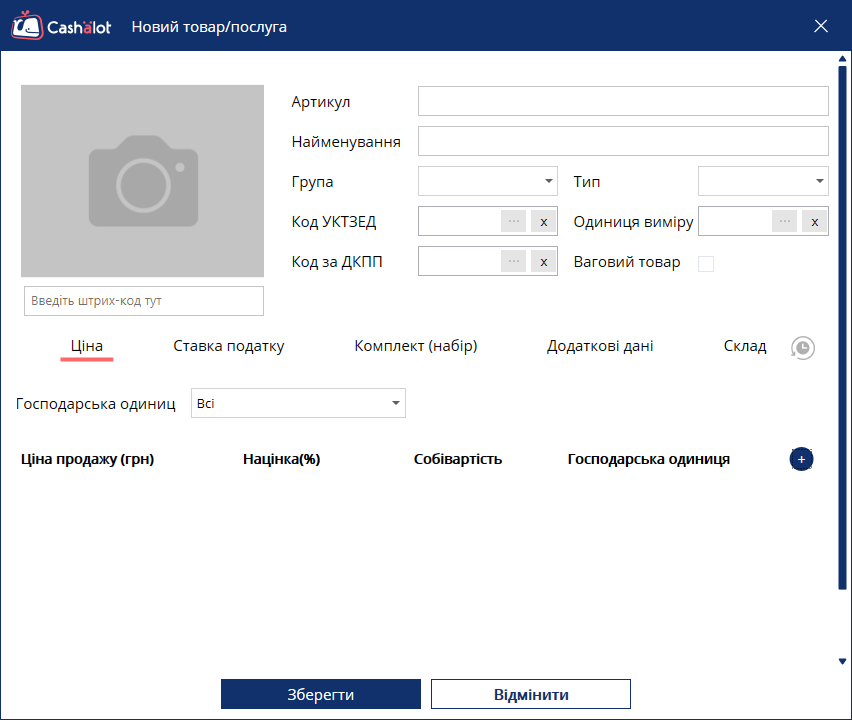 Cashalot Новий товар/послуга
Артикул
Найменування
Група Тип
Код УКТЗЕД ... x Одиниця виміру ... x
Код за ДКПП ... x Ваговий товар
Введіть штрих-код тут
Ціна Ставка податку Комплект (набір) Додаткові дані Склад
Господарська одиниц Всі
Ціна продажу (грн) Націнка(%) Собівартість Господарська одиниця +
Зберегти Відмінити